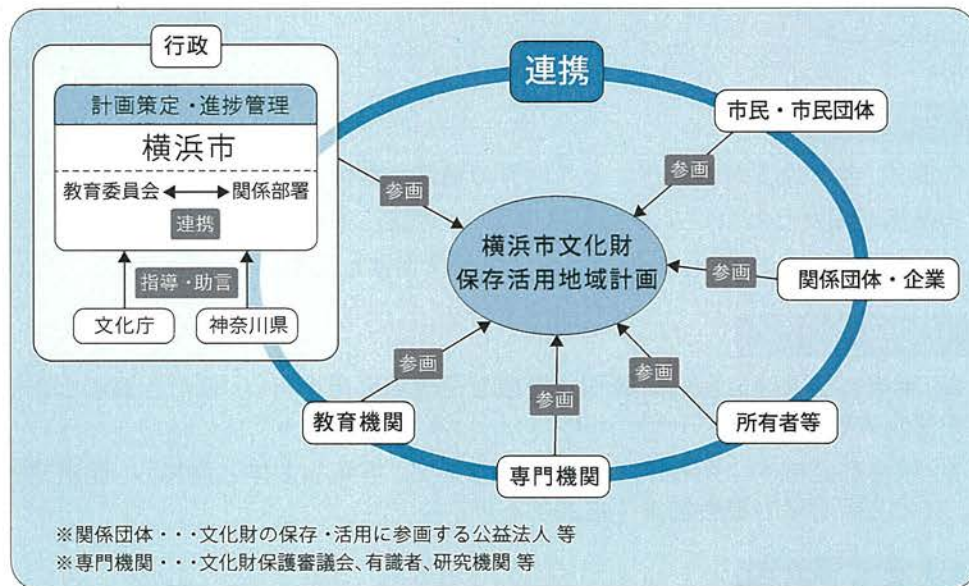 行政
計画策定・進捗管理
横浜市
教育委員会 関係部署
連携
指導・助言
文化庁
神奈川県
連携
市民・市民団体
参画
参画
横浜市文化財
保存活用地域計画
参画
関係団体・企業
参画
参画
参画
教育機関
専門機関
所有者等
※関係団体・・・文化財の保存・活用に参画する公益法人 等
※専門機関・・・文化財保護審議会、有識者、研究機関 等